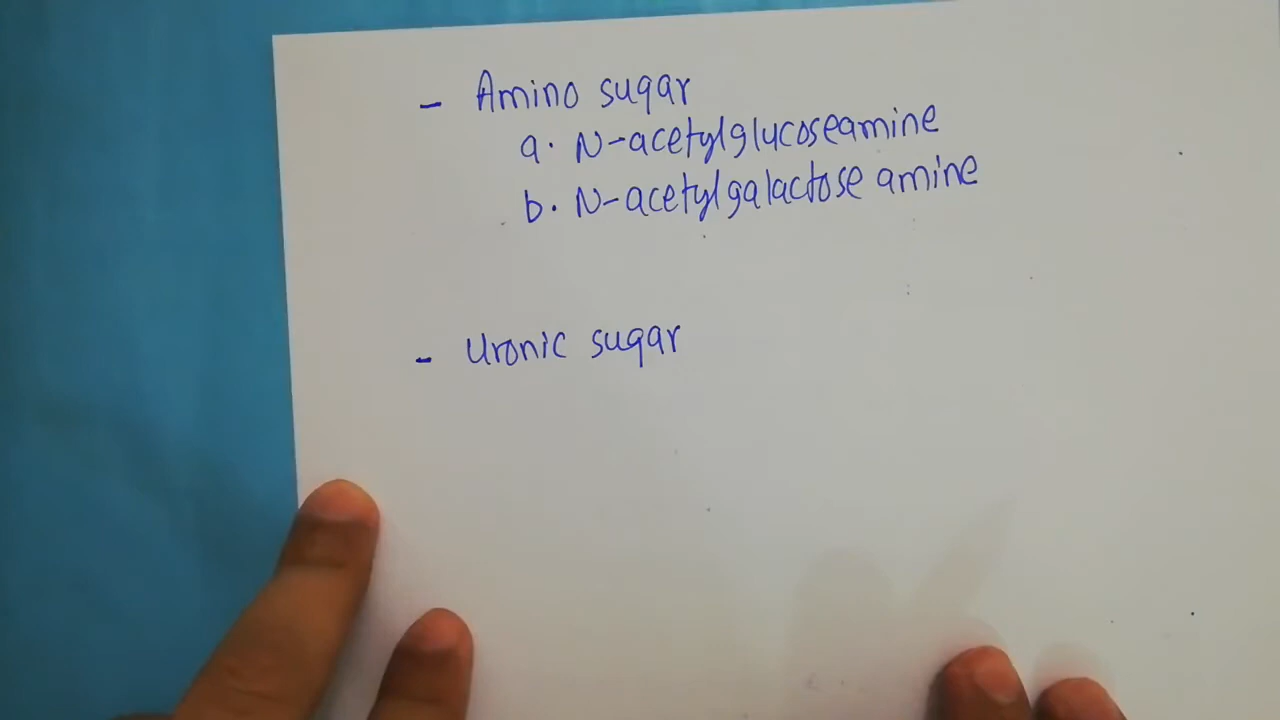 - Amino sugar
a. N-acetylglucoseamine
b. N-acetylgalactose amine
- Uronic sugar